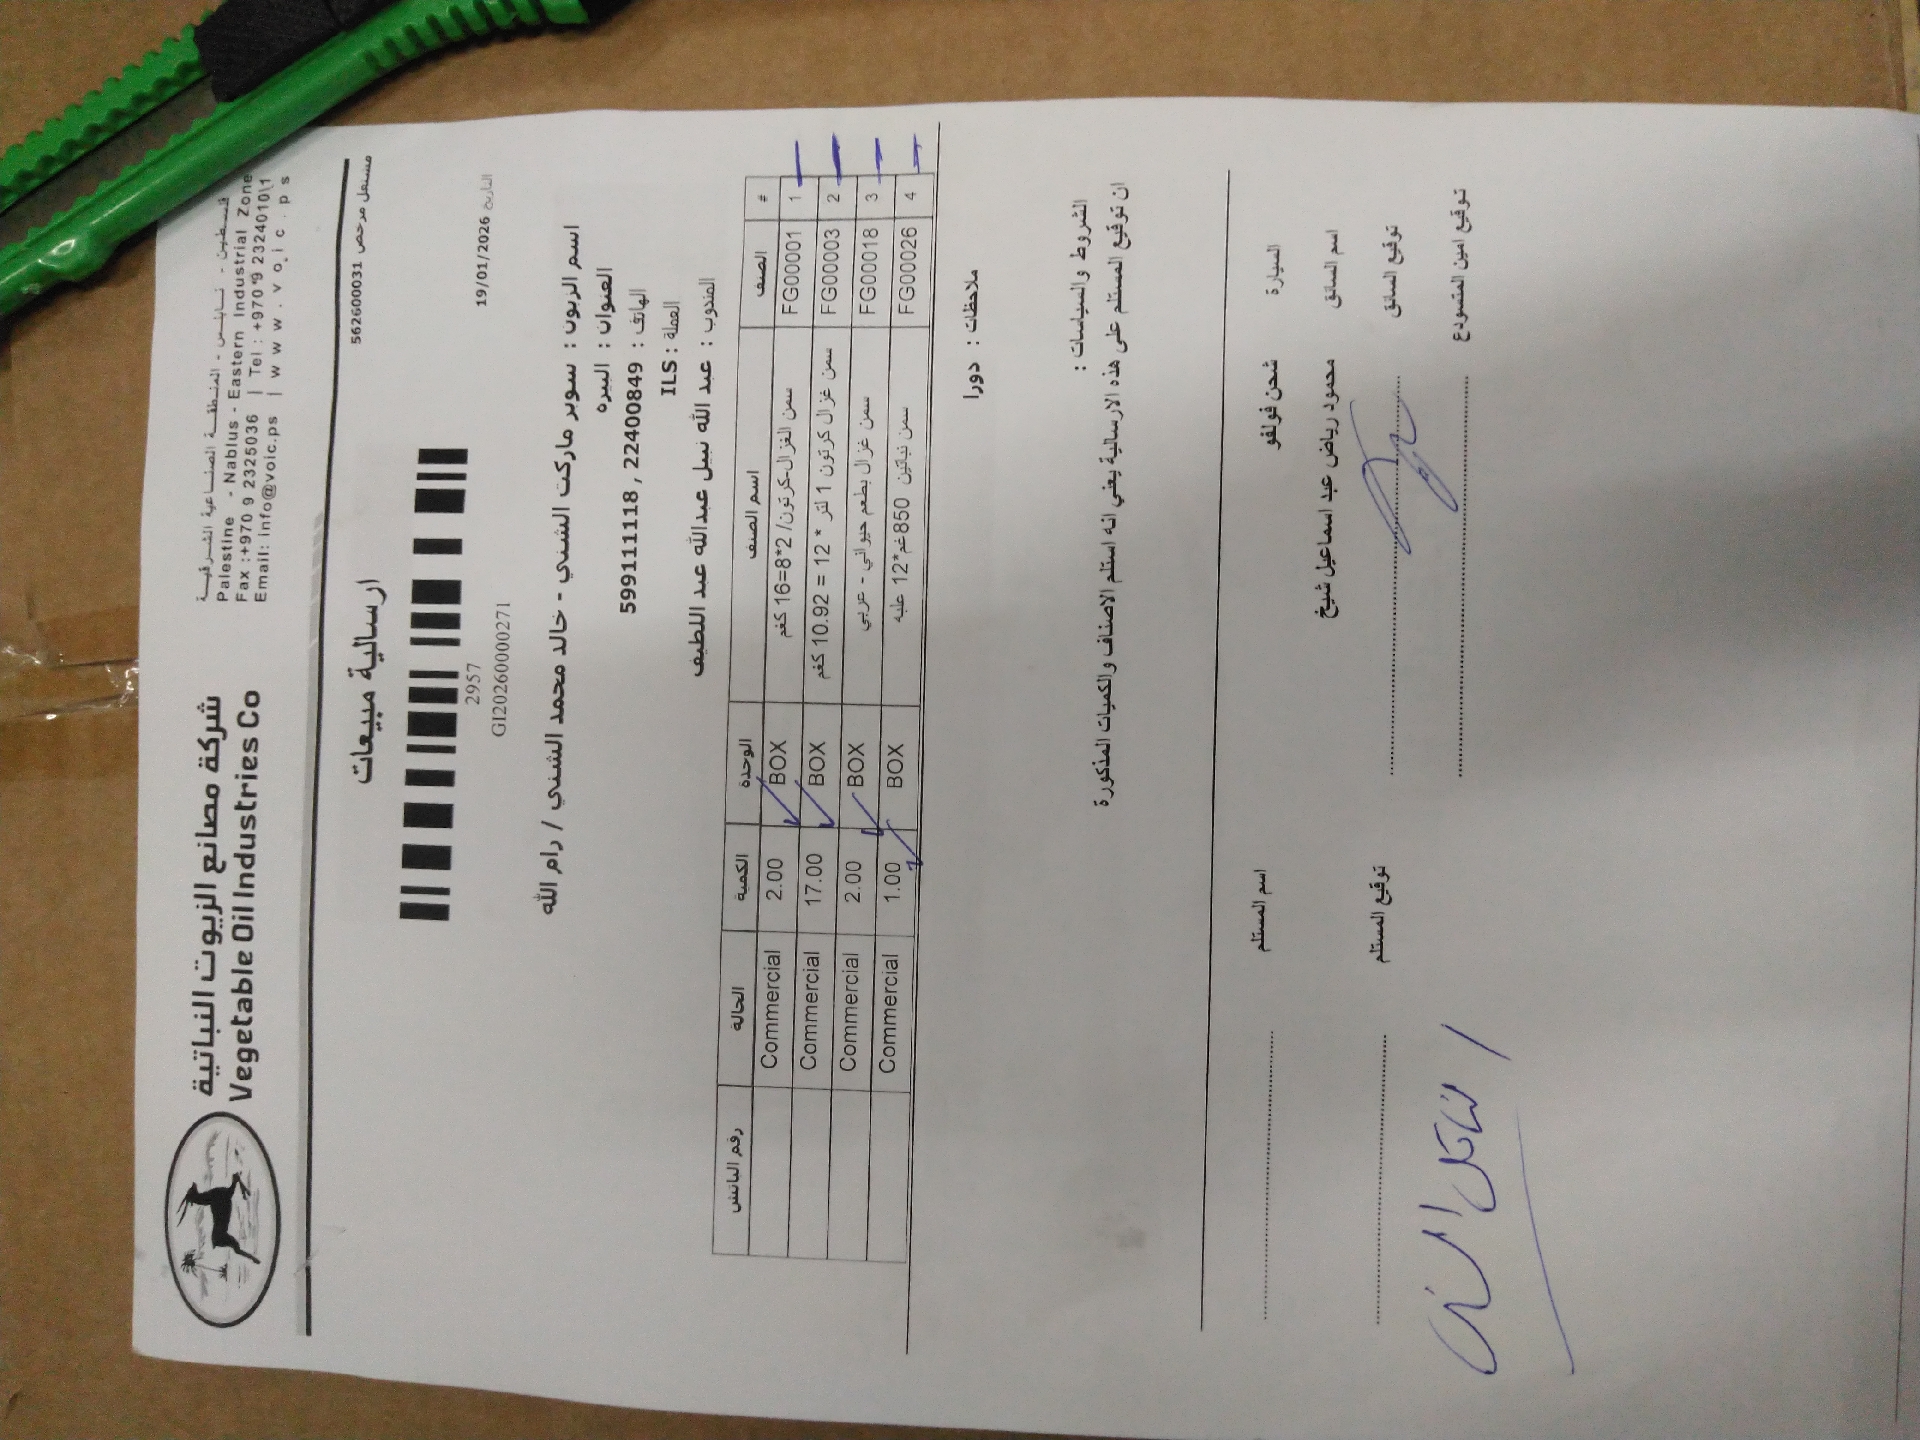 شركة مصانع الزيوت النباتية
Vegetable Oil Industries Co
فلسطين - نابلس - المنطقة الصناعية الشرقية
Palestine - Nablus - Eastern Industrial Zone
Fax :+970 9 2325036 | Tel : +970 9 2324010\1
Email: info@voic.ps | www.voic.ps
مشتغل مرخص 562600031
ارسالية مبيعات
2957
GI20260000271
التاريخ 19/01/2026
اسم الزبون : سوبر ماركت الشني - خالد محمد الشني / رام الله
العنوان : البيره
الهاتف : 599111118 , 22400849
العملة : ILS
المندوب : عبد الله نبيل عبدالله عبد اللطيف
# الصنف اسم الصنف الوحدة الكمية الحالة رقم الباتش
1 FG00001 سمن الغزال-كرتون/ 2*8=16 كغم BOX 2.00 Commercial
2 FG00003 سمن غزال كرتون 1 لتر * 12 = 10.92 كغم BOX 17.00 Commercial
3 FG00018 سمن غزال بطعم حيواني - عربي BOX 2.00 Commercial
4 FG00026 سمن نباتين 850غم*12 علبه BOX 1.00 Commercial
ملاحظات : دورا
الشروط والسياسات :
ان توقيع المستلم على هذه الارسالية يعني انه استلم الاصناف والكميات المذكورة
السيارة شحن فولفو اسم المستلم
اسم السائق محمود رياض عبد اسماعيل شيخ
توقيع السائق توقيع المستلم
توقيع امين المتسودع